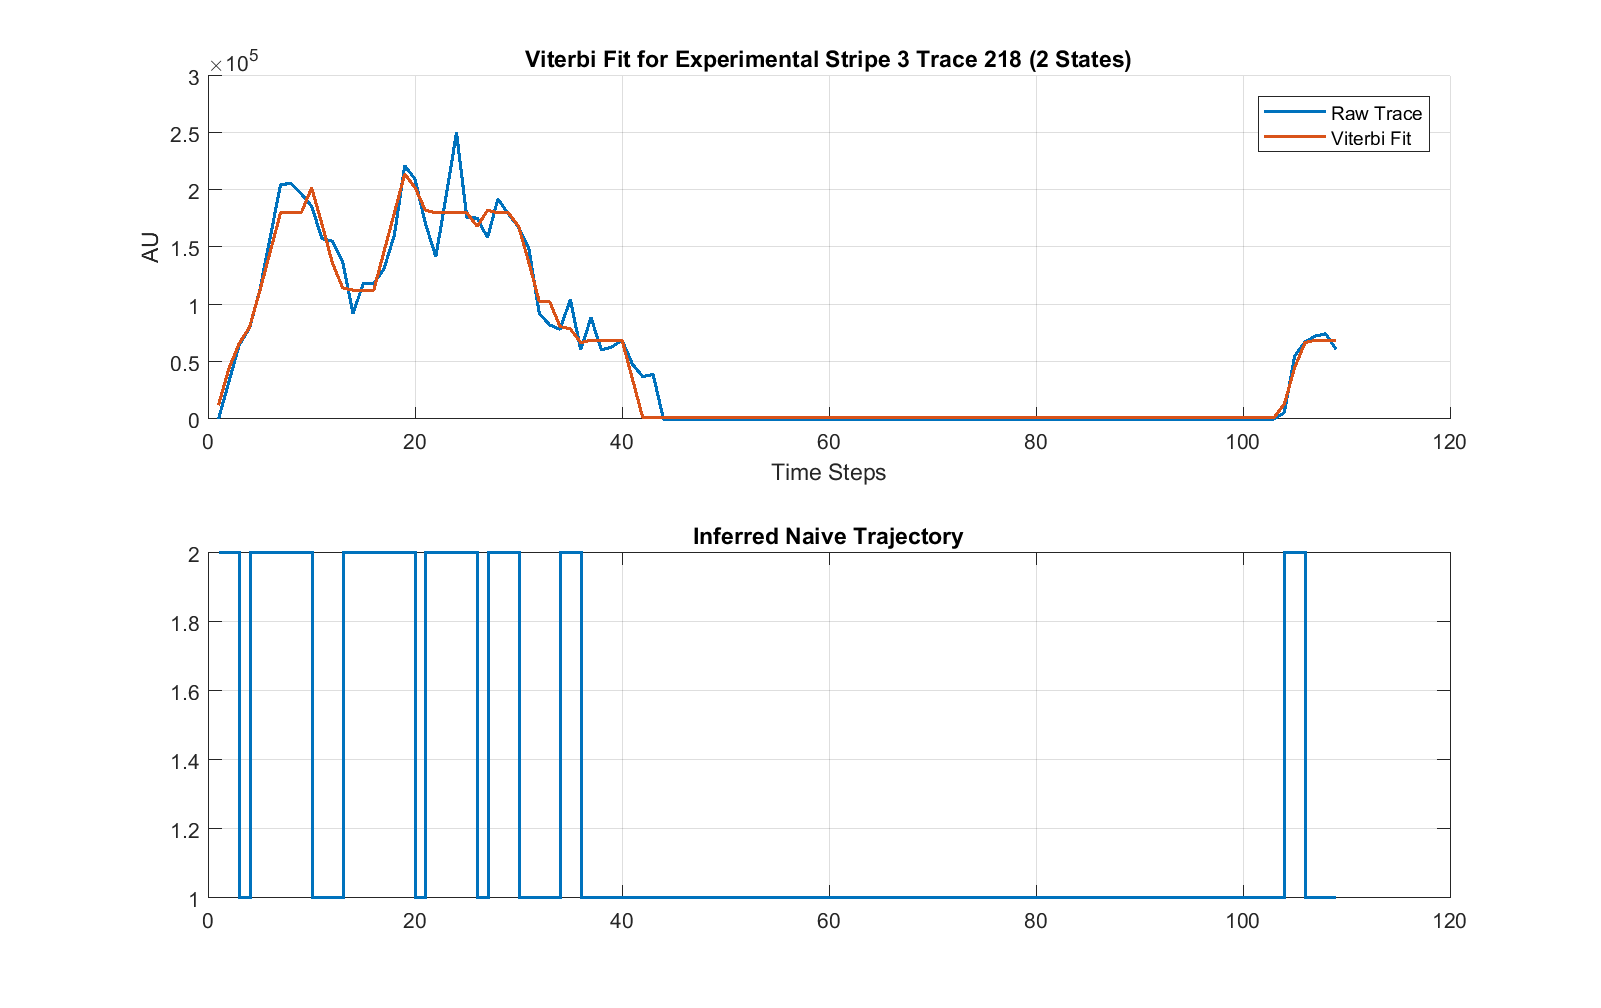 Viterbi Fit for Experimental Stripe 3 Trace 218 (2 States)
×10^5
3
2.5
2
1.5
1
0.5
0
AU
Raw Trace
Viterbi Fit
0 20 40 60 80 100 120
Time Steps
Inferred Naive Trajectory
2
1.8
1.6
1.4
1.2
1
0 20 40 60 80 100 120